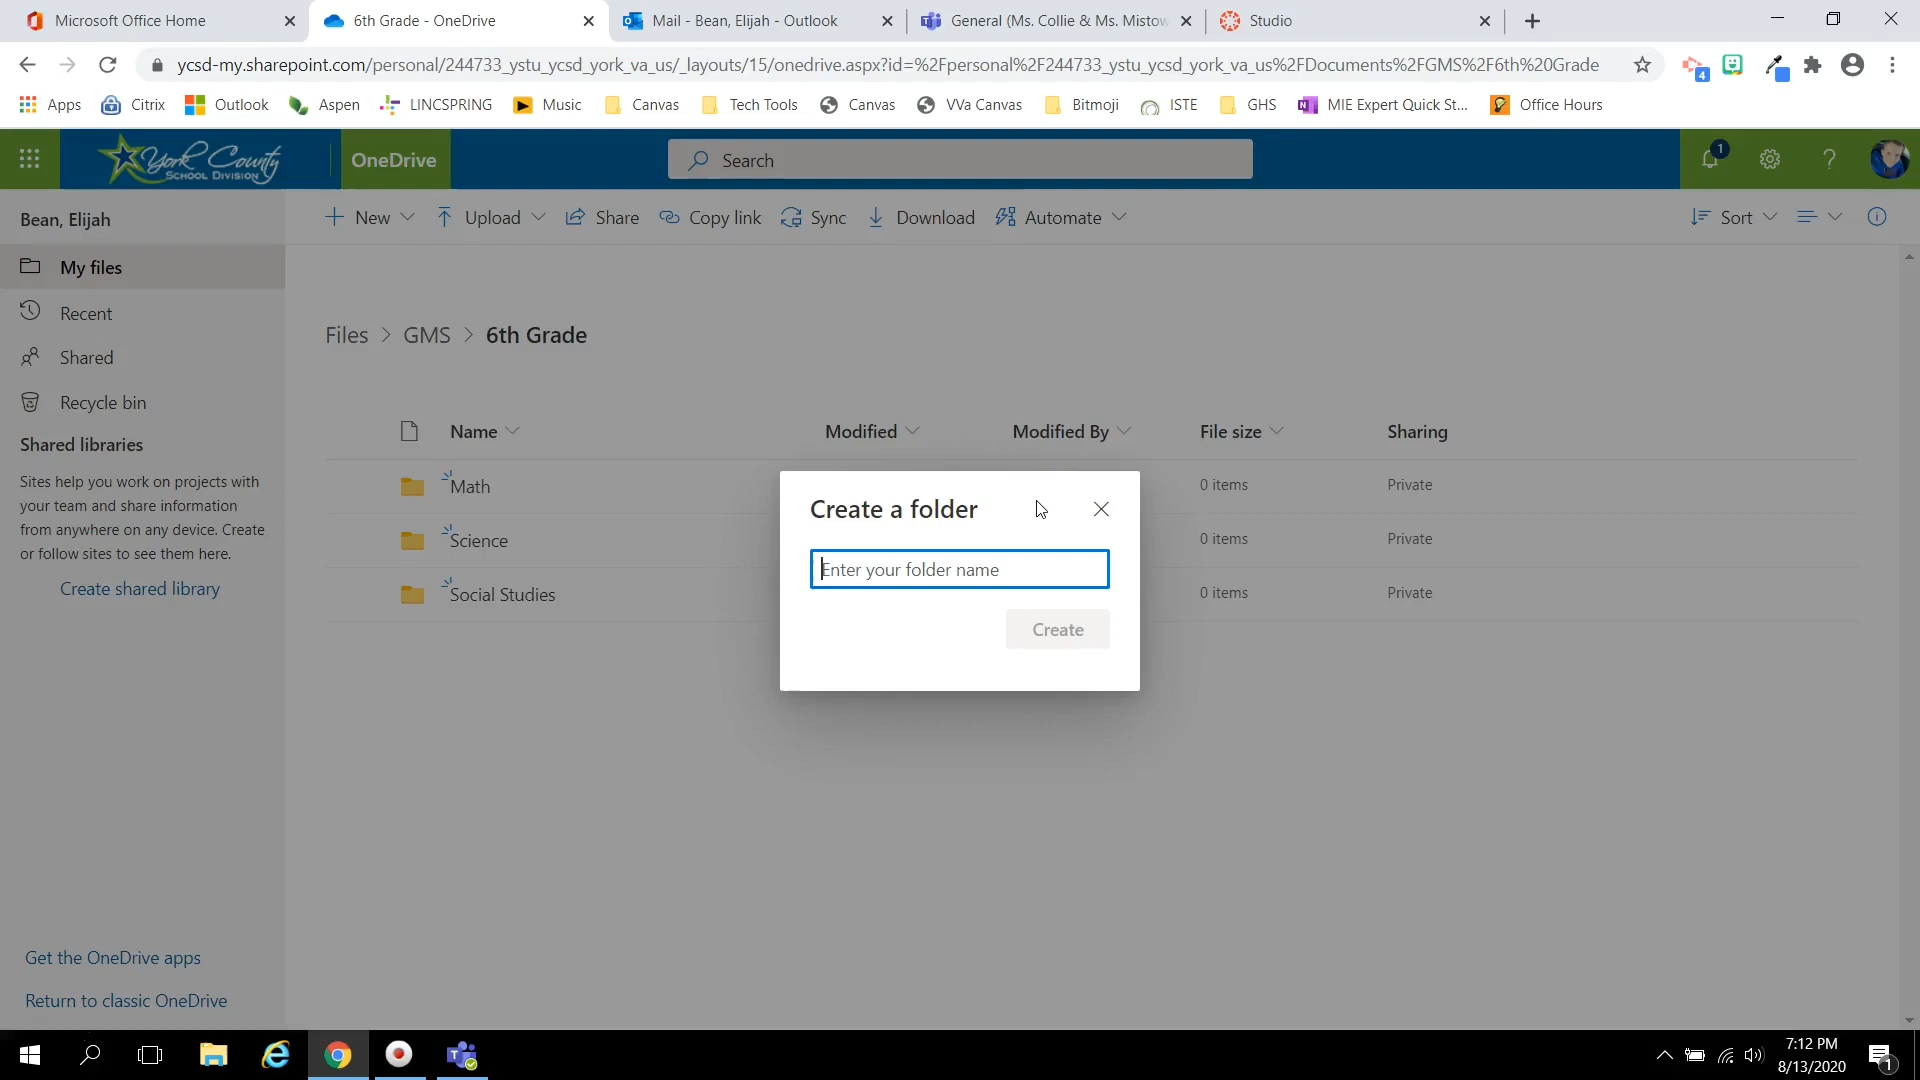 Microsoft Office Home
6th Grade - OneDrive
Mail - Bean, Elijah - Outlook
General (Ms. Collie & Ms. Mistow
Studio
ycsd-my.sharepoint.com/personal/244733_ystu_ycsd_york_va_us/_layouts/15/onedrive.aspx?id=%2Fpersonal%2F244733_ystu_ycsd_york_va_us%2FDocuments%2FGMS%2F6th%20Grade
4
Apps
Citrix
Outlook
Aspen
LINCSPRING
Music
Canvas
Tech Tools
Canvas
VVa Canvas
Bitmoji
ISTE
GHS
MIE Expert Quick St...
Office Hours
York County
SCHOOL DIVISION
OneDrive
Search
1
Bean, Elijah
New
Upload
Share
Copy link
Sync
Download
Automate
Sort
My files
Recent
Shared
Recycle bin
Shared libraries
Sites help you work on projects with
your team and share information
from anywhere on any device. Create
or follow sites to see them here.
Create shared library
Get the OneDrive apps
Return to classic OneDrive
Files > GMS > 6th Grade
Name
Modified
Modified By
File size
Sharing
Math
0 items
Private
Science
0 items
Private
Social Studies
0 items
Private
Create a folder
Enter your folder name
Create
7:12 PM
8/13/2020
1